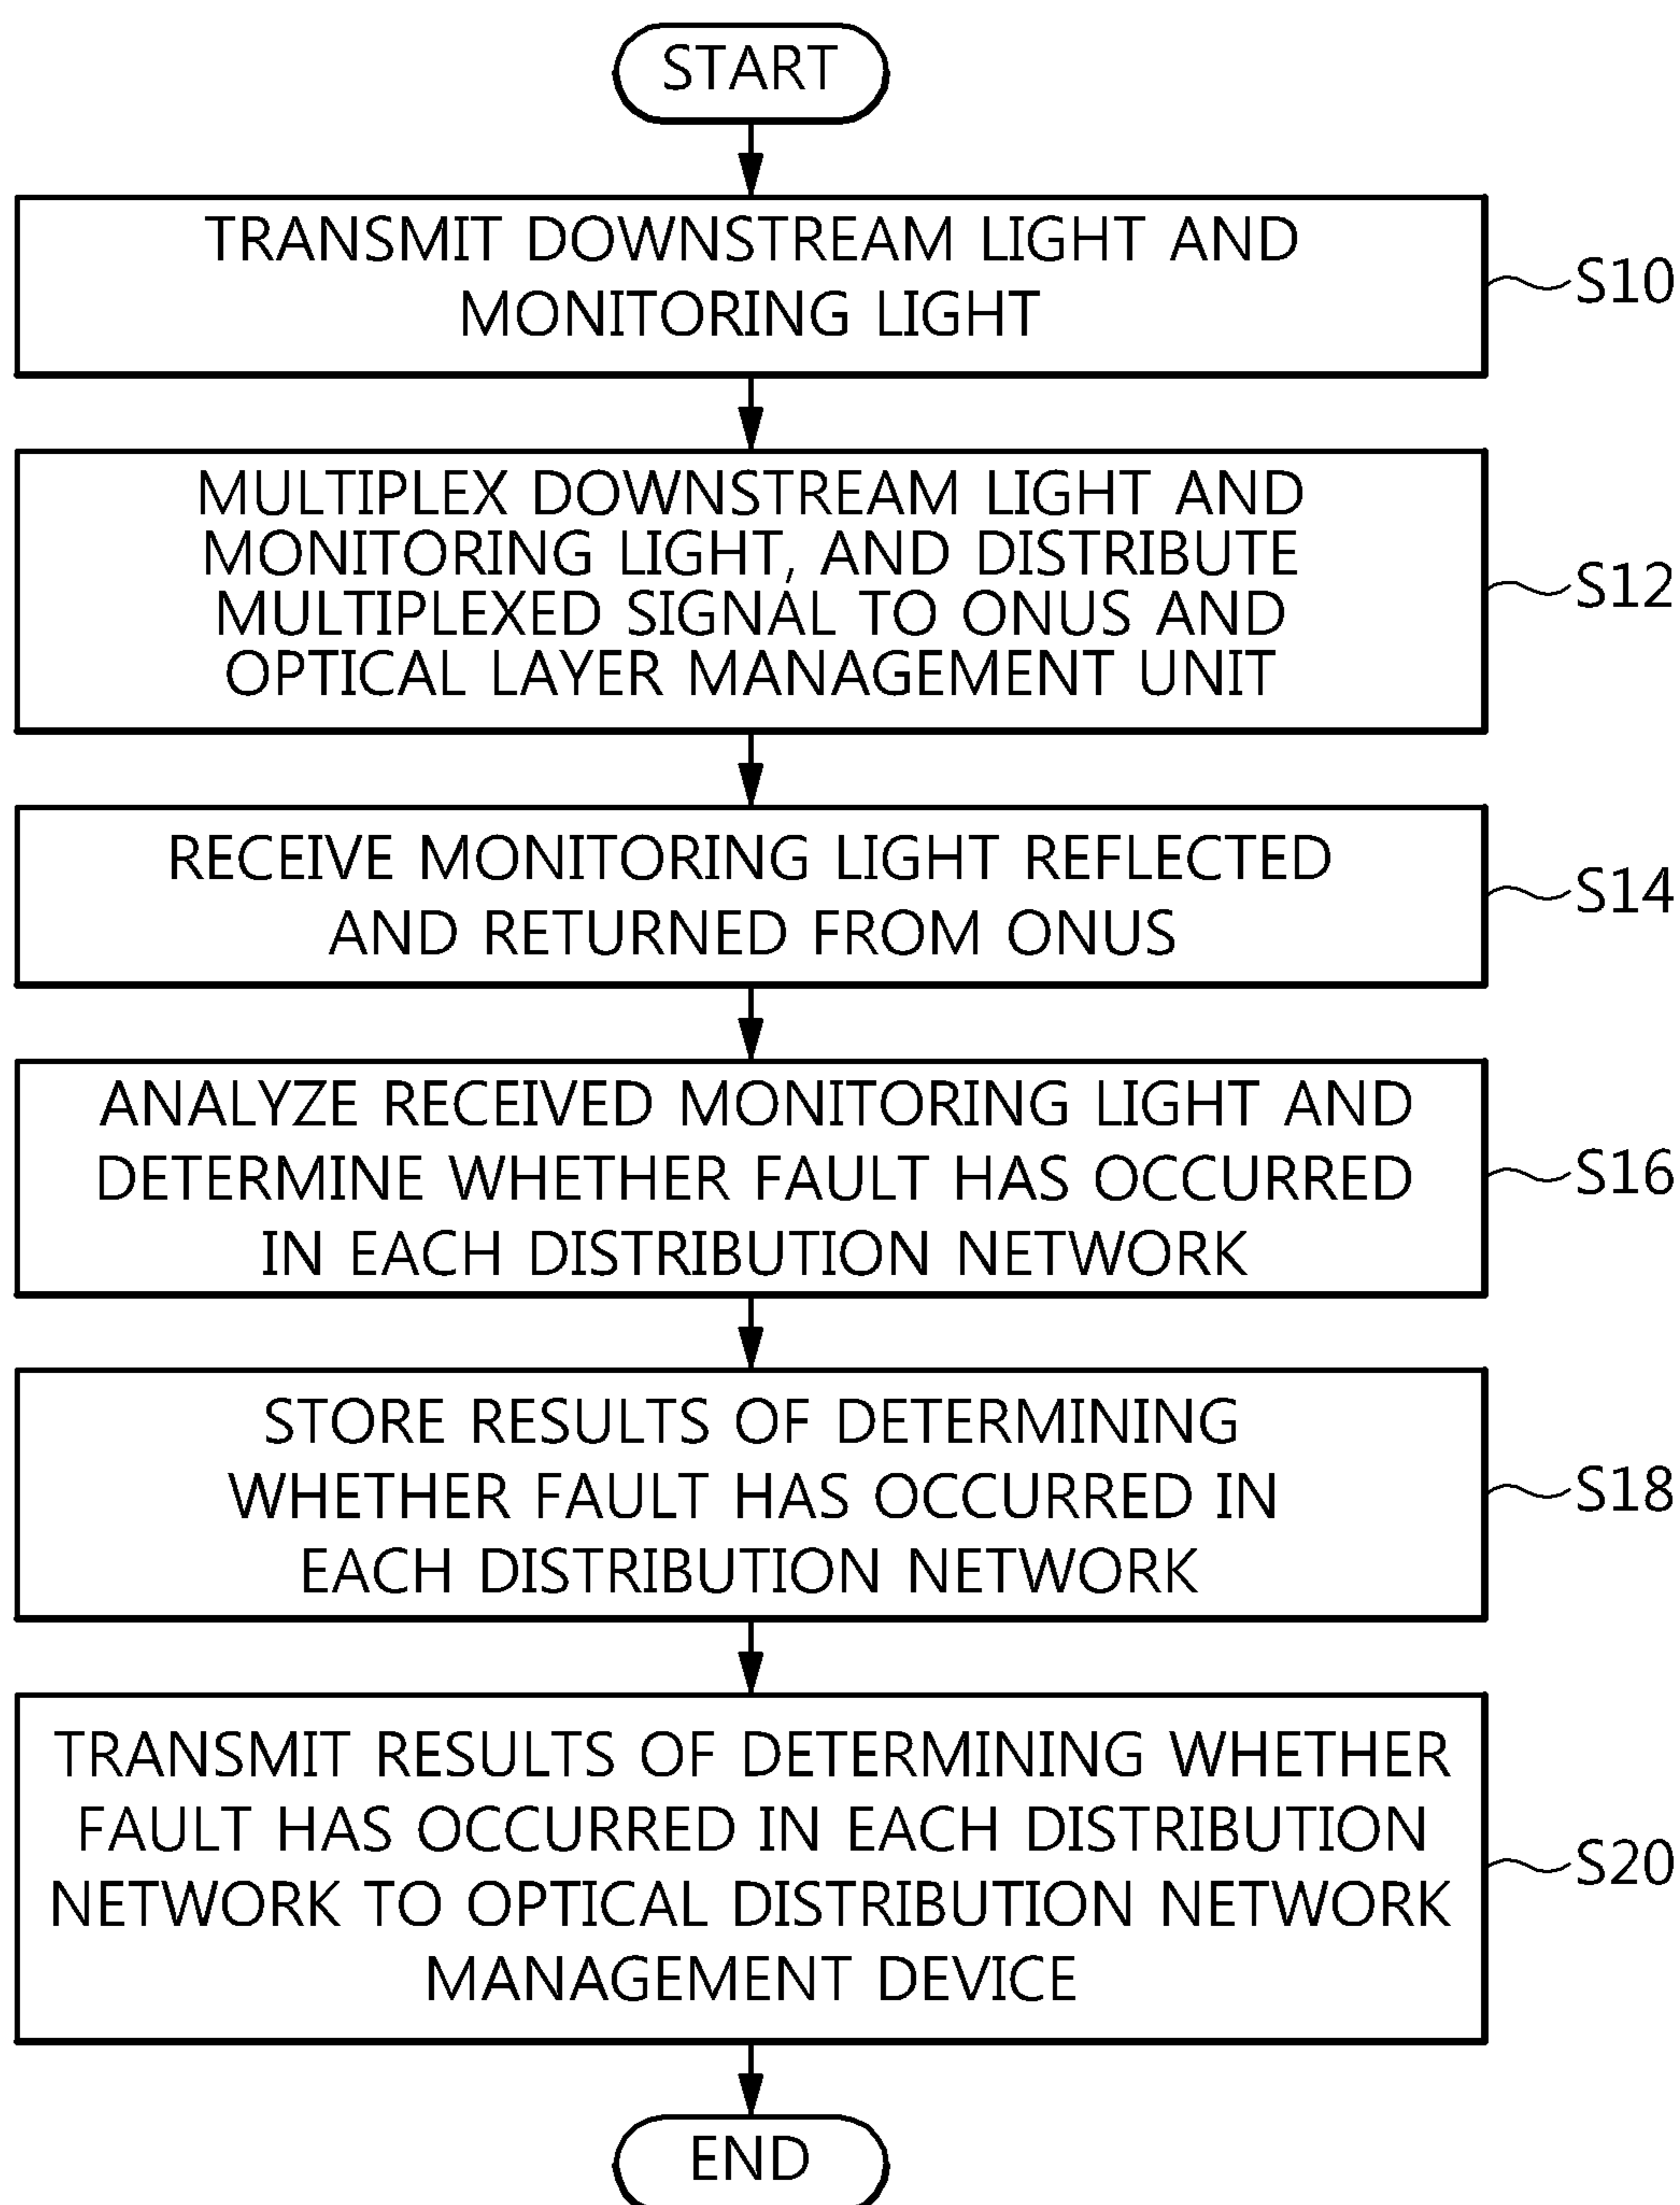 START
TRANSMIT DOWNSTREAM LIGHT AND
MONITORING LIGHT
S10
MULTIPLEX DOWNSTREAM LIGHT AND
MONITORING LIGHT, AND DISTRIBUTE
MULTIPLEXED SIGNAL TO ONUS AND
OPTICAL LAYER MANAGEMENT UNIT
S12
RECEIVE MONITORING LIGHT REFLECTED
AND RETURNED FROM ONUS
S14
ANALYZE RECEIVED MONITORING LIGHT AND
DETERMINE WHETHER FAULT HAS OCCURRED
IN EACH DISTRIBUTION NETWORK
S16
STORE RESULTS OF DETERMINING
WHETHER FAULT HAS OCCURRED IN
EACH DISTRIBUTION NETWORK
S18
TRANSMIT RESULTS OF DETERMINING WHETHER
FAULT HAS OCCURRED IN EACH DISTRIBUTION
NETWORK TO OPTICAL DISTRIBUTION NETWORK
MANAGEMENT DEVICE
S20
END